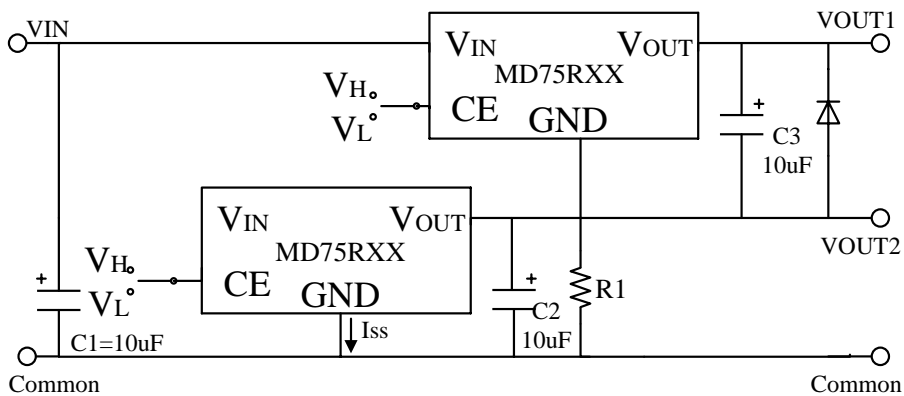 VIN
VOUT1
VIN
VOUT
MD75RXX
VH
VL
CE
GND
C3
10uF
VIN
VOUT
MD75RXX
VOUT2
VH
VL
CE
GND
R1
C2
10uF
Iss
C1=10uF
Common
Common